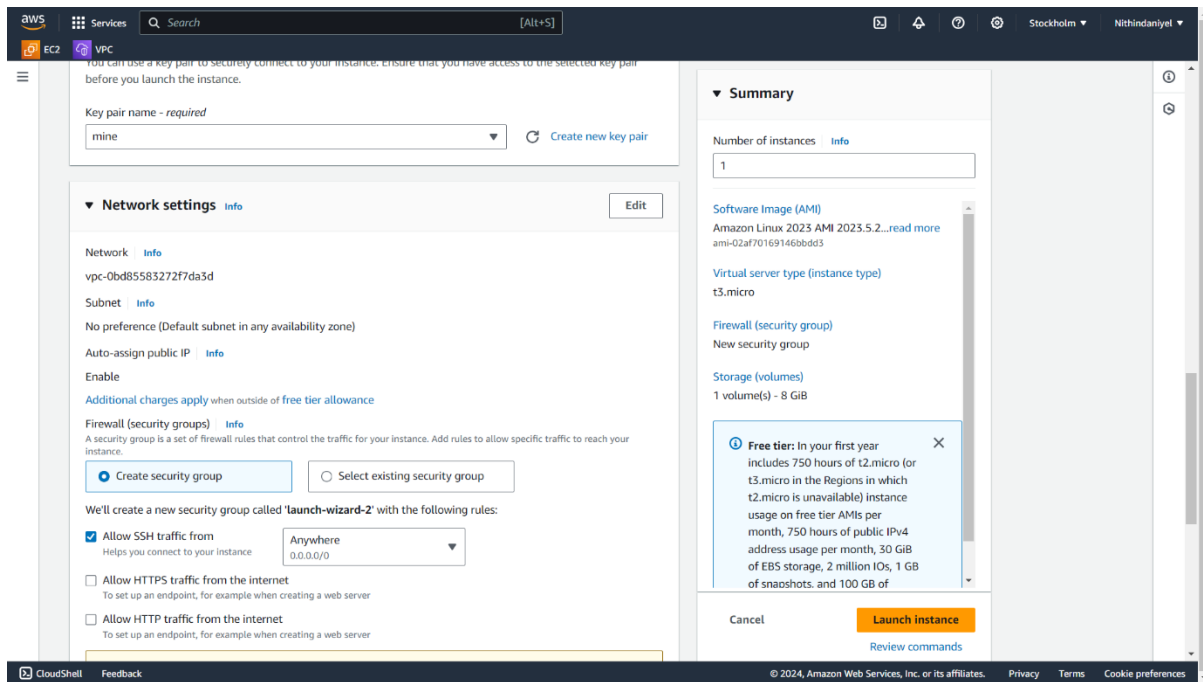 aws
Services
Search [Alt+S]
Stockholm ▼
Nithindaniyel ▼
EC2
VPC
You can use a key pair to securely connect to your instance. Ensure that you have access to the selected key pair
before you launch the instance.
Key pair name - required
mine
Create new key pair
▼ Network settings Info
Edit
Network Info
vpc-0bd85583272f7da3d
Subnet Info
No preference (Default subnet in any availability zone)
Auto-assign public IP Info
Enable
Additional charges apply when outside of free tier allowance
Firewall (security groups) Info
A security group is a set of firewall rules that control the traffic for your instance. Add rules to allow specific traffic to reach your
instance.
Create security group
Select existing security group
We'll create a new security group called 'launch-wizard-2' with the following rules:
Allow SSH traffic from
Helps you connect to your instance
Anywhere
0.0.0.0/0
Allow HTTPS traffic from the internet
To set up an endpoint, for example when creating a web server
Allow HTTP traffic from the internet
To set up an endpoint, for example when creating a web server
▼ Summary
Number of instances Info
1
Software Image (AMI)
Amazon Linux 2023 AMI 2023.5.2...read more
ami-02af70169146bbdd3
Virtual server type (instance type)
t3.micro
Firewall (security group)
New security group
Storage (volumes)
1 volume(s) - 8 GiB
Free tier: In your first year
includes 750 hours of t2.micro (or
t3.micro in the Regions in which
t2.micro is unavailable) instance
usage on free tier AMIs per
month, 750 hours of public IPv4
address usage per month, 30 GiB
of EBS storage, 2 million IOs, 1 GB
of snapshots, and 100 GB of
Cancel
Launch instance
Review commands
CloudShell
Feedback
© 2024, Amazon Web Services, Inc. or its affiliates.
Privacy
Terms
Cookie preferences